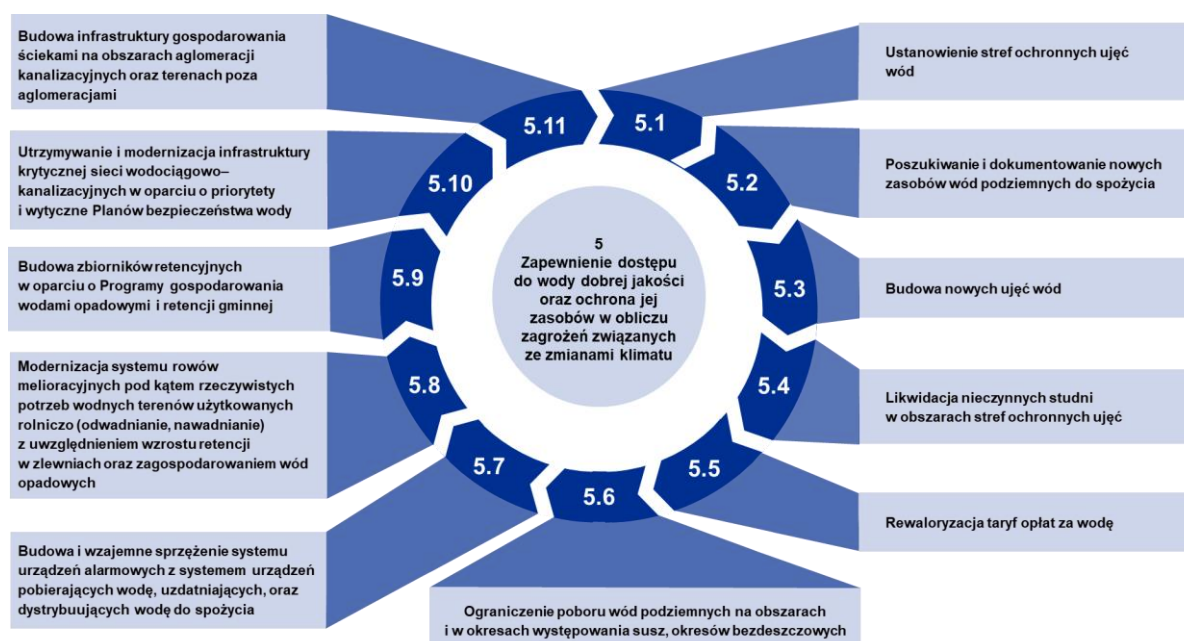 Budowa infrastruktury gospodarowania
ściekami na obszarach aglomeracji
kanalizacyjnych oraz terenach poza
aglomeracjami
Utrzymywanie i modernizacja infrastruktury
krytycznej sieci wodociągowo–
kanalizacyjnych w oparciu o priorytety
i wytyczne Planów bezpieczeństwa wody
Budowa zbiorników retencyjnych
w oparciu o Programy gospodarowania
wodami opadowymi i retencji gminnej
Modernizacja systemu rowów
melioracyjnych pod kątem rzeczywistych
potrzeb wodnych terenów użytkowanych
rolniczo (odwadnianie, nawadnianie)
z uwzględnieniem wzrostu retencji
w zlewniach oraz zagospodarowaniem wód
opadowych
Budowa i wzajemne sprzężenie systemu
urządzeń alarmowych z systemem urządzeń
pobierających wodę, uzdatniających, oraz
dystrybuujących wodę do spożycia
5.11
5.10
5.9
5.8
5.7
5.6
5.1
5.2
5.3
5.4
5.5
5
Zapewnienie dostępu
do wody dobrej jakości
oraz ochrona jej
zasobów w obliczu
zagrożeń związanych
ze zmianami klimatu
Ustanowienie stref ochronnych ujęć
wód
Poszukiwanie i dokumentowanie nowych
zasobów wód podziemnych do spożycia
Budowa nowych ujęć wód
Likwidacja nieczynnych studni
w obszarach stref ochronnych ujęć
Rewaloryzacja taryf opłat za wodę
Ograniczenie poboru wód podziemnych na obszarach
i w okresach występowania susz, okresów bezdeszczowych